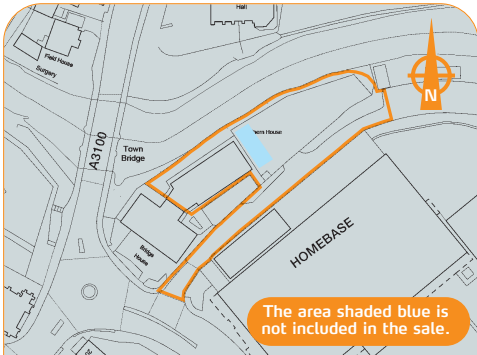 Hall
Field House
Surgery
A3100
Town
Bridge
Bridge
House
HOMEBASE
N
The area shaded blue is
not included in the sale.